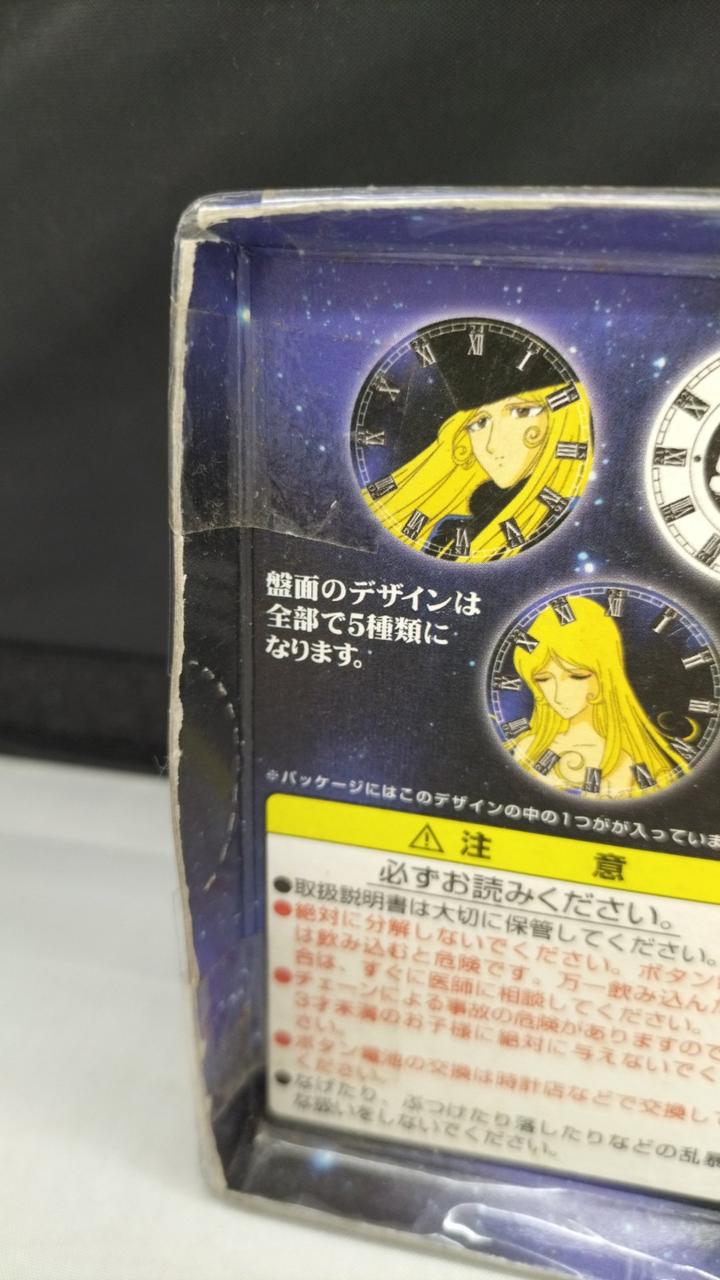 XII
I
II
III
IX
X
XI
盤面のデザインは
全部で5種類に
なります。
※パッケージにはこのデザインの中の1つがが入っていま
⚠注　意
必ずお読みください。
●取扱説明書は大切に保管してください。
●絶対に分解しないでください。ボタン
は飲み込むと危険です。万一飲み込ん
合は、すぐに医師に相談してください。
●チェーンによる事故の危険がありますので
3才未満のお子様に絶対に与えないでく
さい。
●ボタン電池の交換は時計店などで交換して
ください。
●なげたり、ぶつけたり落したりなどの乱暴
な扱いをしないでください。